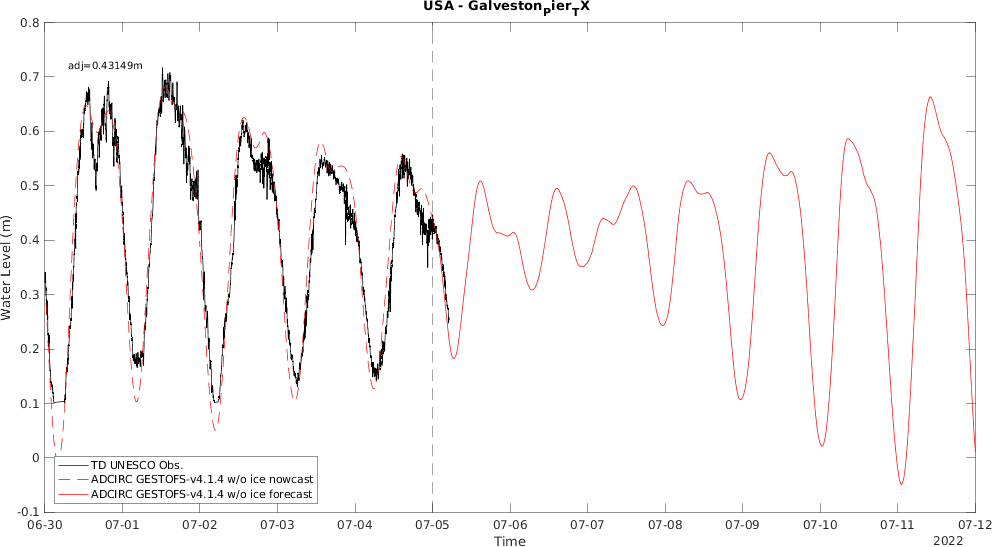 USA - Galveston_Pier_TX
adj=0.43149m
Water Level (m)
0.8
0.7
0.6
0.5
0.4
0.3
0.2
0.1
0
-0.1
TD UNESCO Obs.
ADCIRC GESTOFS-v4.1.4 w/o ice nowcast
ADCIRC GESTOFS-v4.1.4 w/o ice forecast
06-30 07-01 07-02 07-03 07-04 07-05 07-06 07-07 07-08 07-09 07-10 07-11 07-12
Time
2022